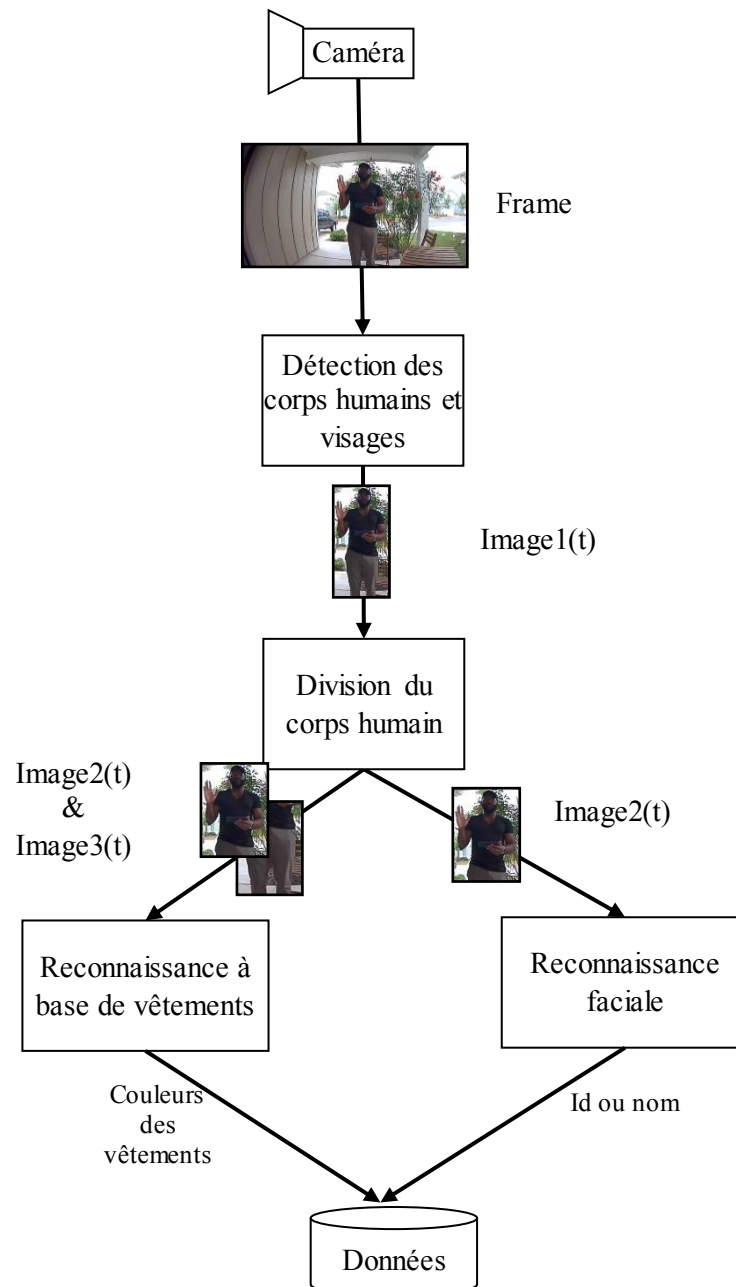 Caméra
Frame
Détection des
corps humains et
visages
Image1(t)
Division du
corps humain
Image2(t)
&
Image3(t)
Image2(t)
Reconnaissance à
base de vêtements
Reconnaissance
faciale
Couleurs
des
vêtements
Id ou nom
Données